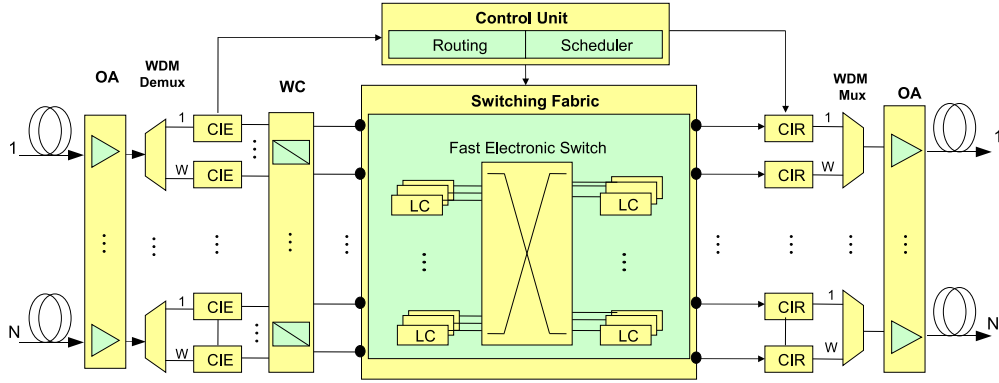 Control Unit
Routing Scheduler
OA
WDM
Demux
WC
Switching Fabric
WDM
Mux
OA
1
1
CIE
W
CIE
Fast Electronic Switch
LC
LC
CIR
1
CIR
W
1
N
1
CIE
W
CIE
LC
LC
CIR
1
CIR
W
N